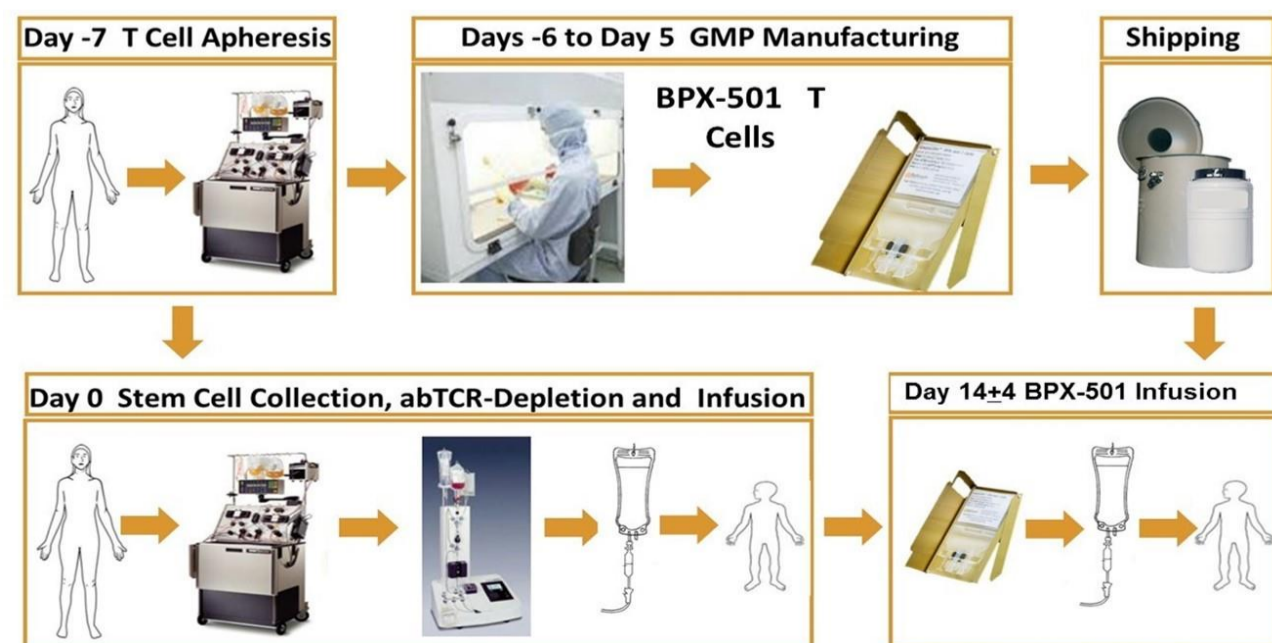 Day -7 T Cell Apheresis
Days -6 to Day 5 GMP Manufacturing
Shipping
BPX-501 T
Cells
Day 0 Stem Cell Collection, abTCR-Depletion and Infusion
Day 14±4 BPX-501 Infusion